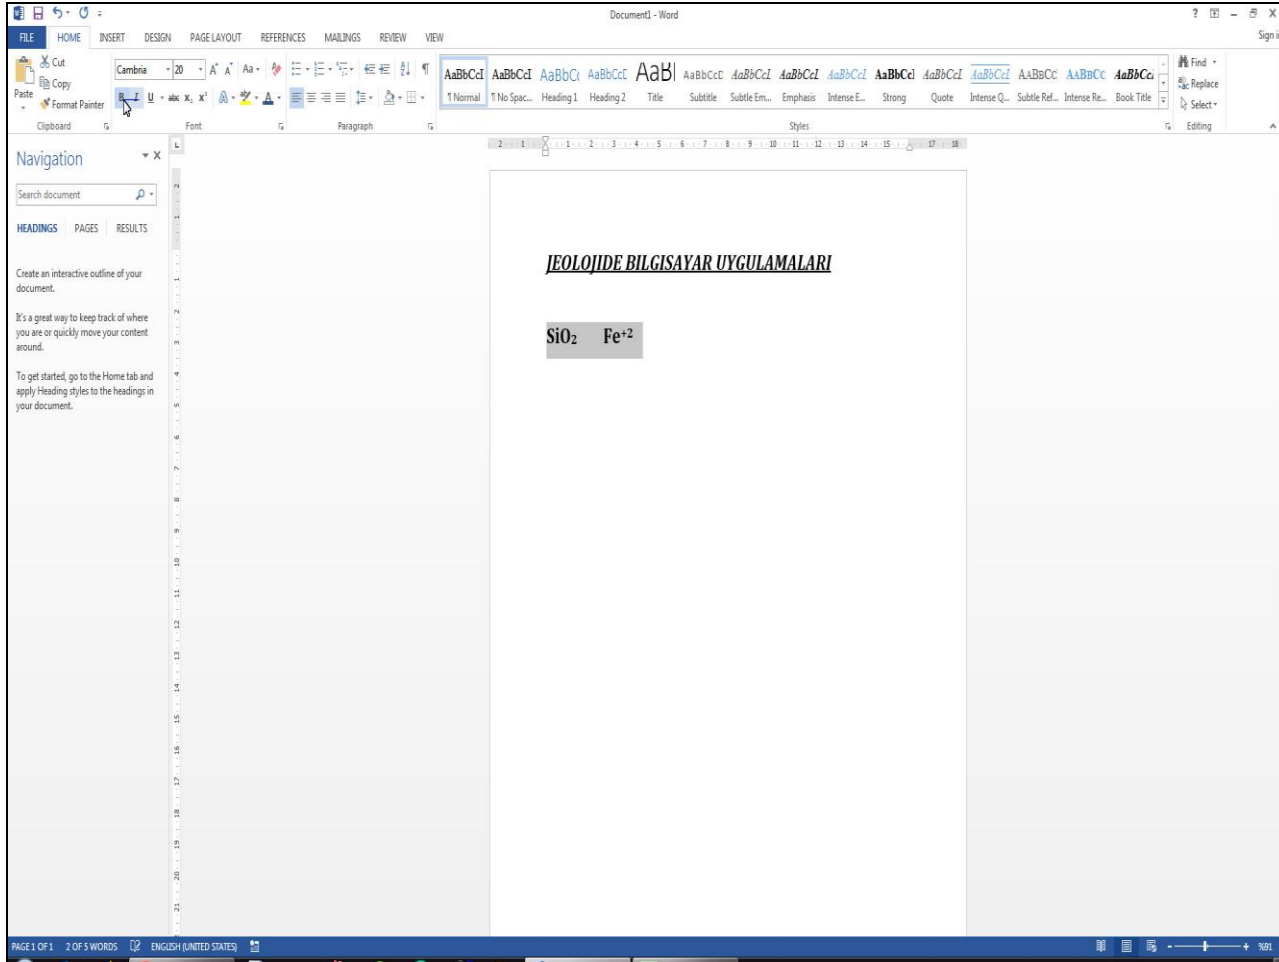 Document1 - Word
Sign i
FILE HOME INSERT DESIGN PAGE LAYOUT REFERENCES MAILINGS REVIEW VIEW
Paste
Cut
Copy
Format Painter
Clipboard
Cambria 20
Font
Paragraph
AaBbCcI AaBbCcI AaBbC AaBbCcC AaB AaBbCcC AaBbCcI AaBbCcI AaBbCcI AaBbCcI AaBbCcI AaBbCcI AABBCC AABBCC AaBbCc
¶ Normal ¶ No Spac... Heading 1 Heading 2 Title Subtitle Subtle Em... Emphasis Intense E... Strong Quote Intense Q... Subtle Ref... Intense Re... Book Title
Styles
Find
Replace
Select
Editing
Navigation
Search document
HEADINGS PAGES RESULTS
Create an interactive outline of your
document.
It's a great way to keep track of where
you are or quickly move your content
around.
To get started, go to the Home tab and
apply Heading styles to the headings in
your document.
JEOLOJIDE BILGISAYAR UYGULAMALARI
SiO₂ Fe⁺²
PAGE 1 OF 1 2 OF 5 WORDS ENGLISH (UNITED STATES) %91